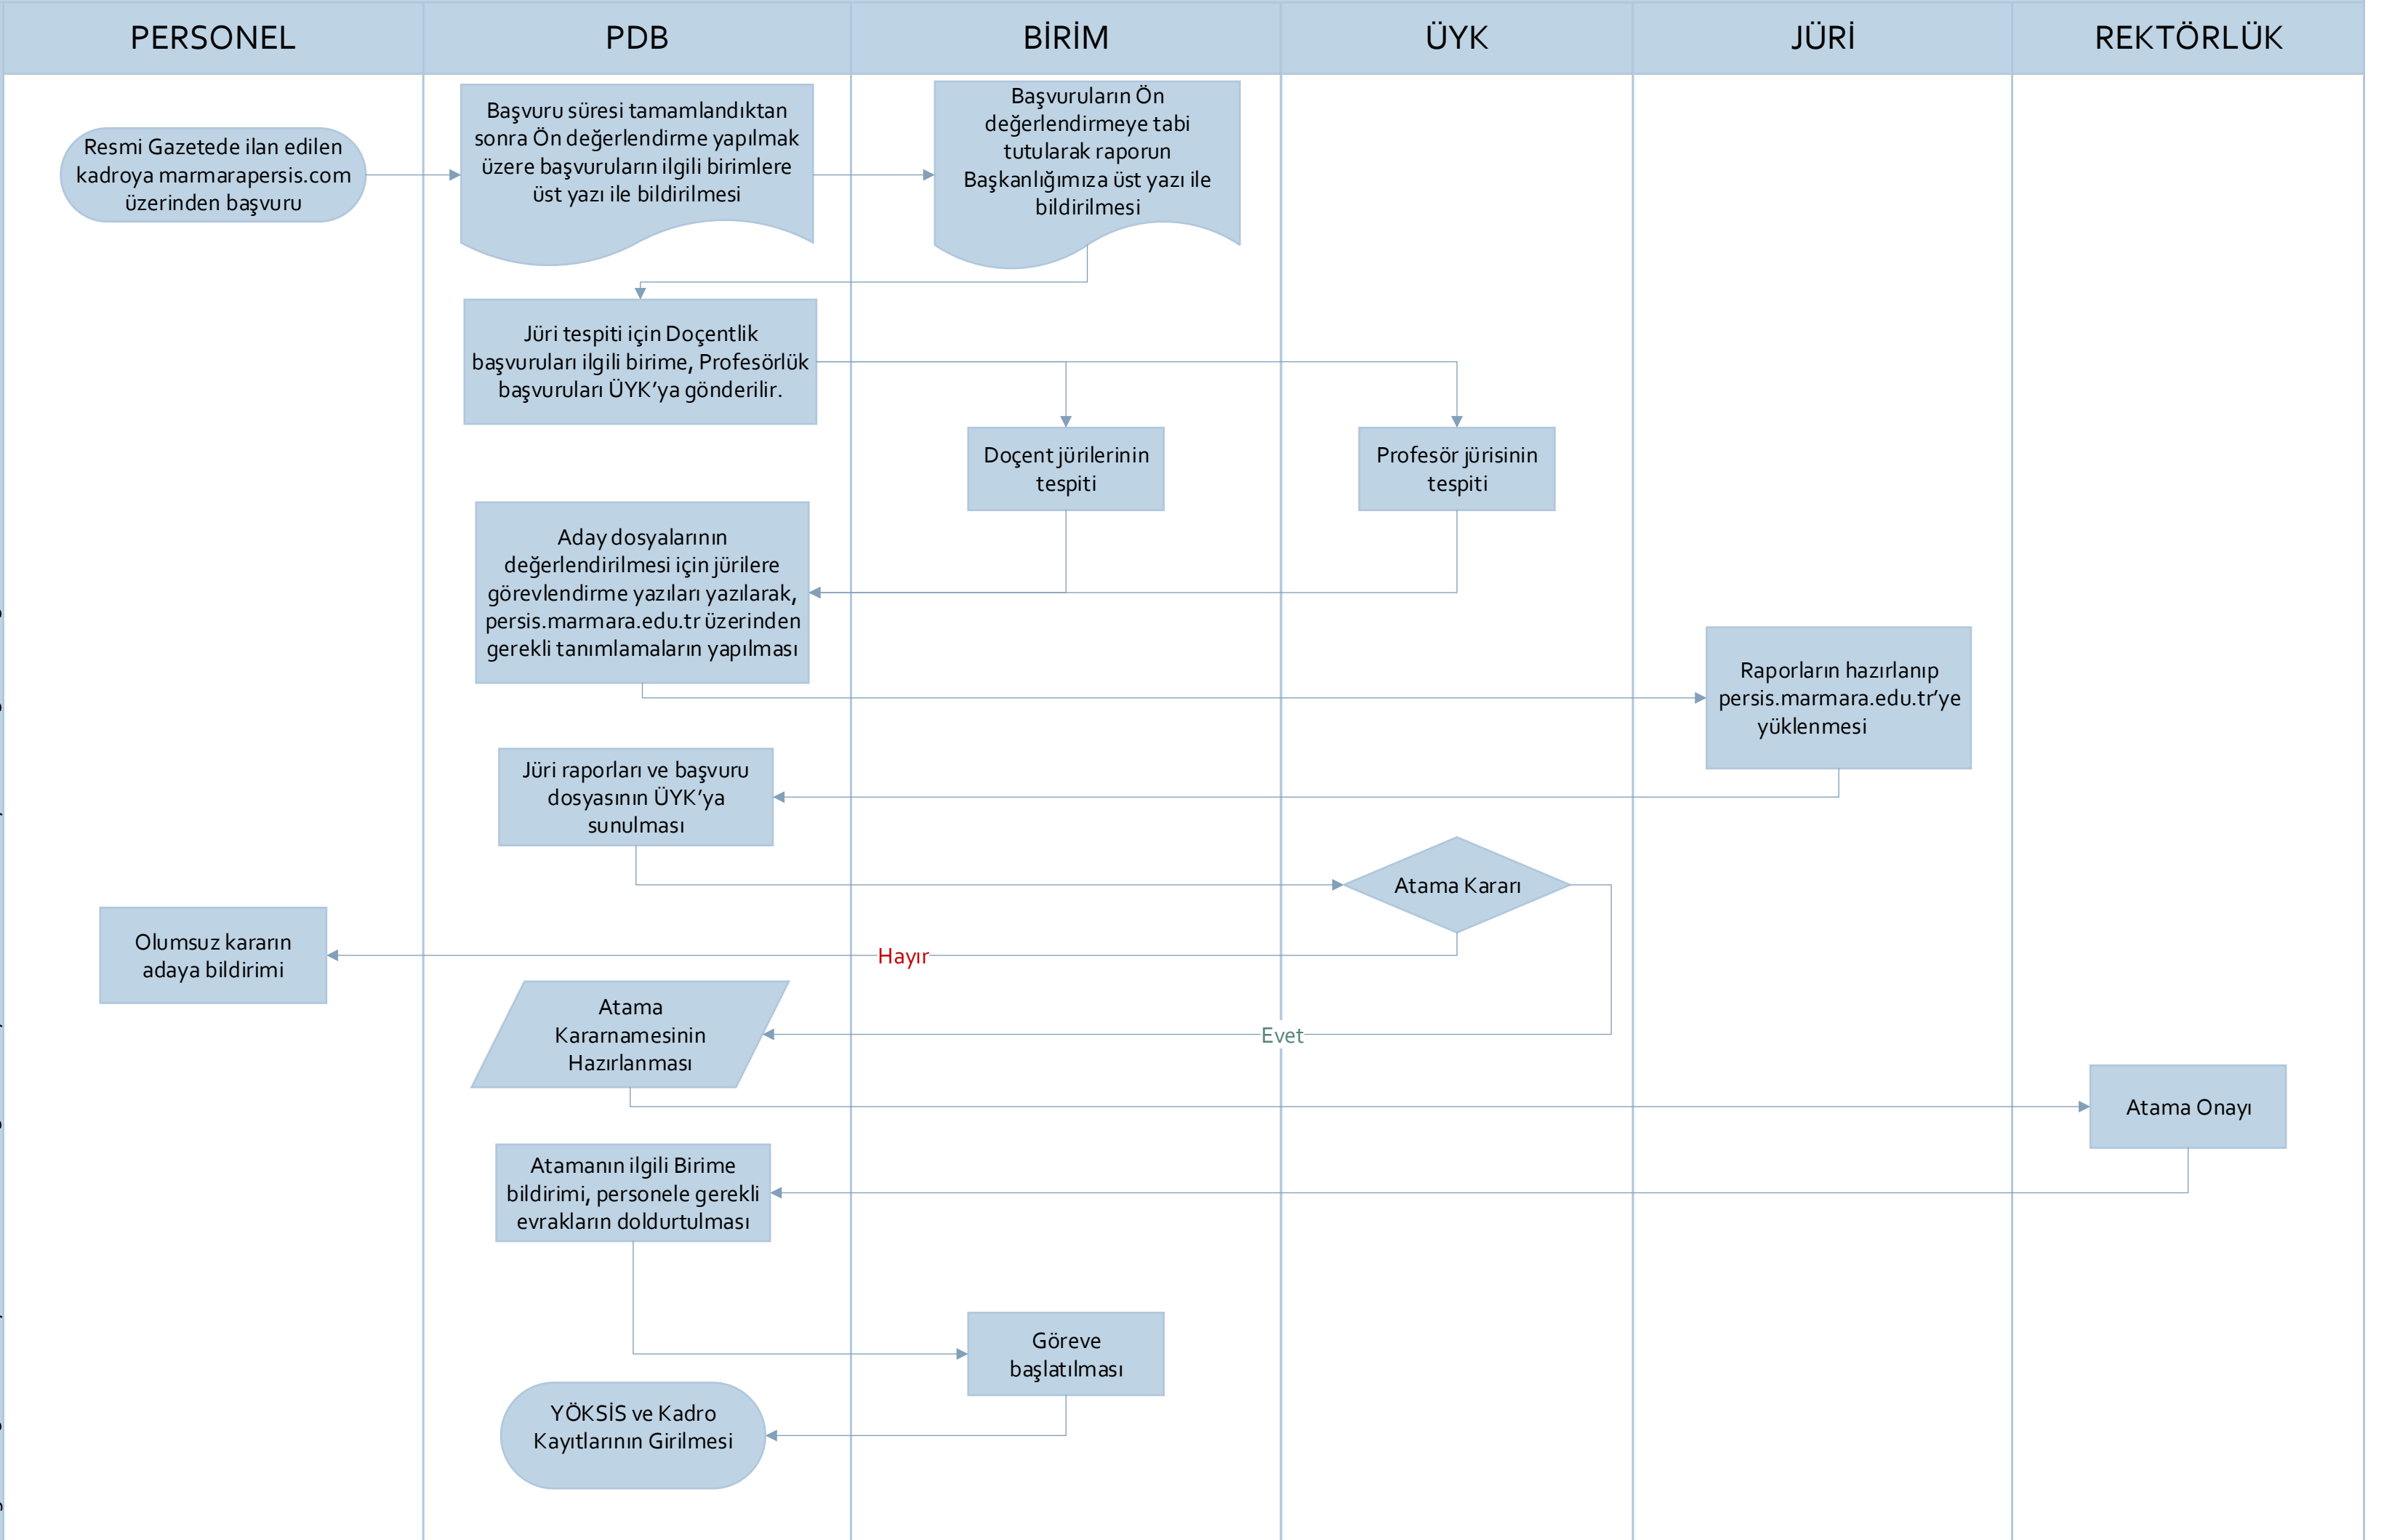 PERSONEL
PDB
BİRİM
ÜYK
JÜRİ
REKTÖRLÜK
Resmi Gazetede ilan edilen
kadroya marmarapersis.com
üzerinden başvuru
Başvuru süresi tamamlandıktan
sonra Ön değerlendirme yapılmak
üzere başvuruların ilgili birimlere
üst yazı ile bildirilmesi
Başvuruların Ön
değerlendirmeye tabi
tutularak raporun
Başkanlığımıza üst yazı ile
bildirilmesi
Jüri tespiti için Doçentlik
başvuruları ilgili birime, Profesörlük
başvuruları ÜYK’ya gönderilir.
Doçent jürilerinin
tespiti
Profesör jürisinin
tespiti
Aday dosyalarının
değerlendirilmesi için jürilere
görevlendirme yazıları yazılarak,
persis.marmara.edu.tr üzerinden
gerekli tanımlamaların yapılması
Raporların hazırlanıp
persis.marmara.edu.tr’ye
yüklenmesi
Jüri raporları ve başvuru
dosyasının ÜYK’ya
sunulması
Atama Kararı
Olumsuz kararın
adaya bildirimi
Hayır
Atama
Kararnamesinin
Hazırlanması
Evet
Atama Onayı
Atamanın ilgili Birime
bildirimi, personele gerekli
evrakların doldurtulması
Göreve
başlatılması
YÖKSİS ve Kadro
Kayıtlarının Girilmesi